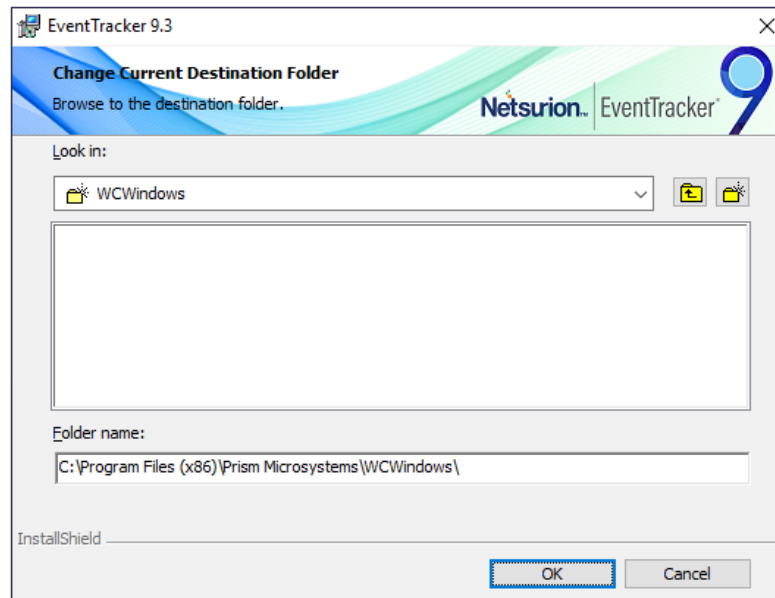 EventTracker 9.3
Change Current Destination Folder
Browse to the destination folder.
Netsurion™ EventTracker® 9
Look in:
WCWindows
Folder name:
C:\Program Files (x86)\Prism Microsystems\WCWindows\
InstallShield
OK Cancel